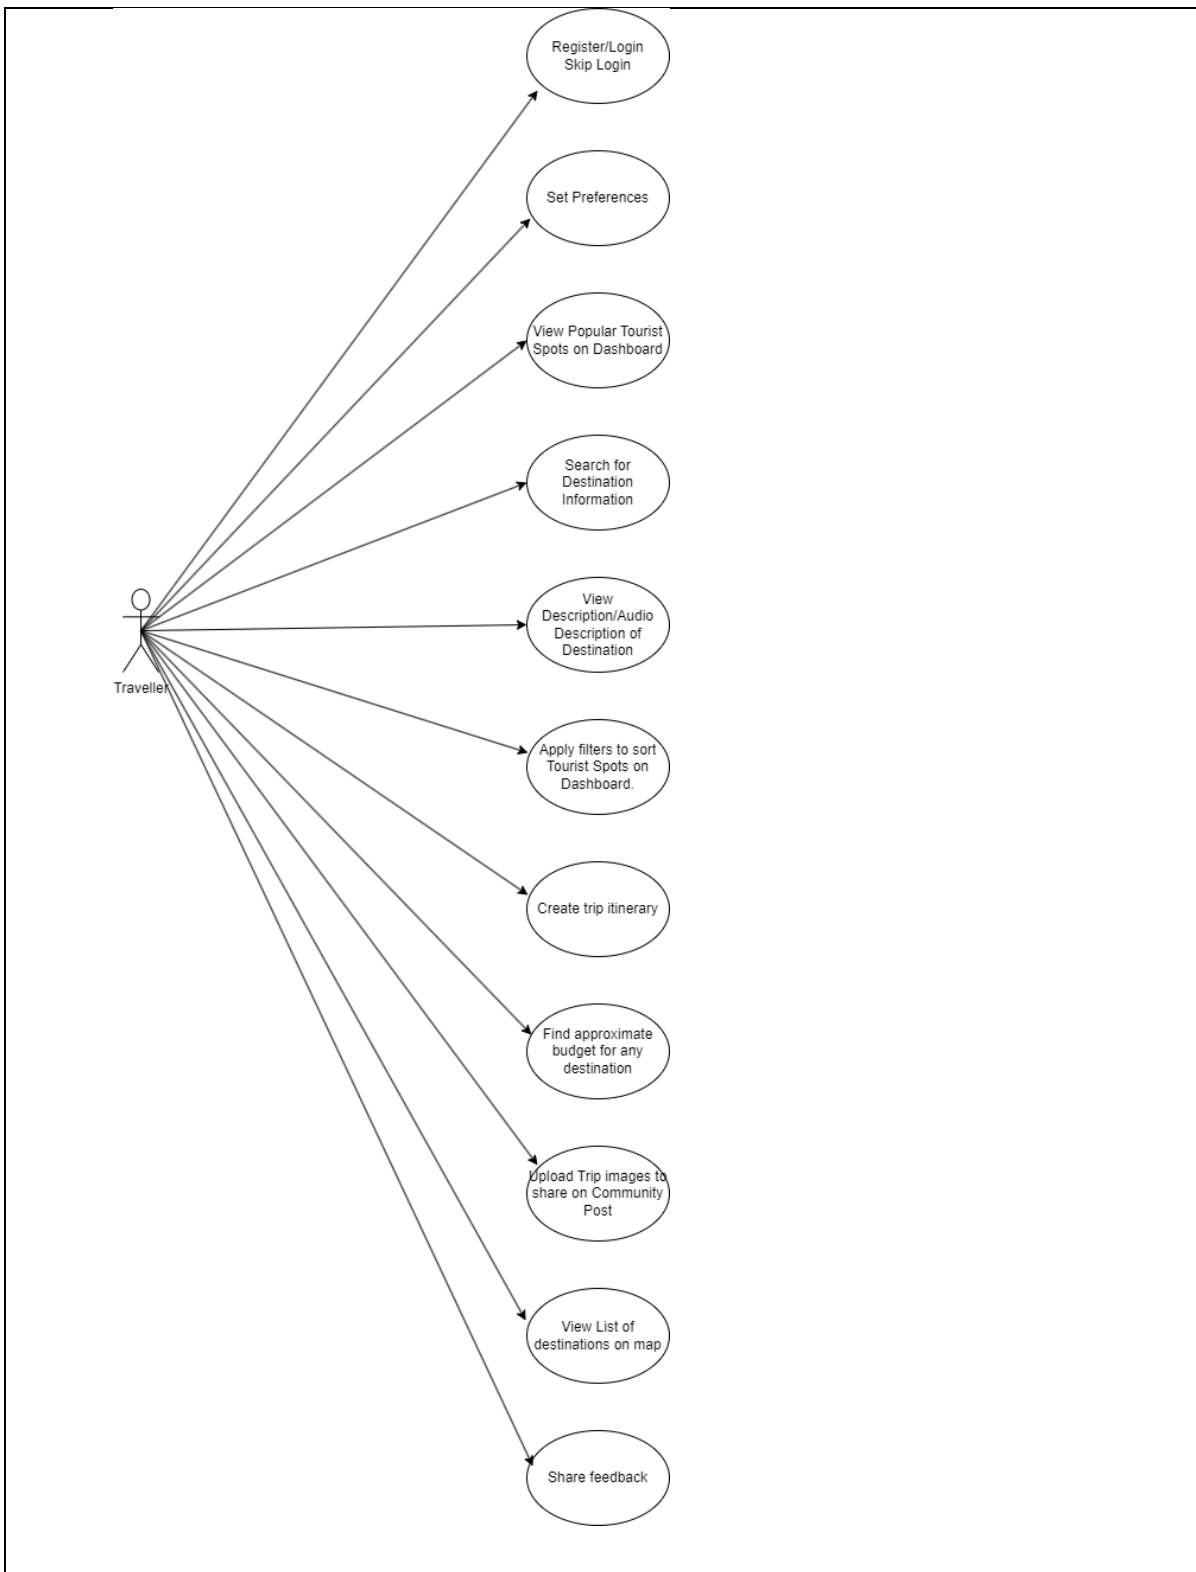 Register/Login
Skip Login
Set Preferences
View Popular Tourist
Spots on Dashboard
Search for
Destination
Information
View
Description/Audio
Description of
Destination
Traveller
Apply filters to sort
Tourist Spots on
Dashboard.
Create trip itinerary
Find approximate
budget for any
destination
Upload Trip images to
share on Community
Post
View List of
destinations on map
Share feedback